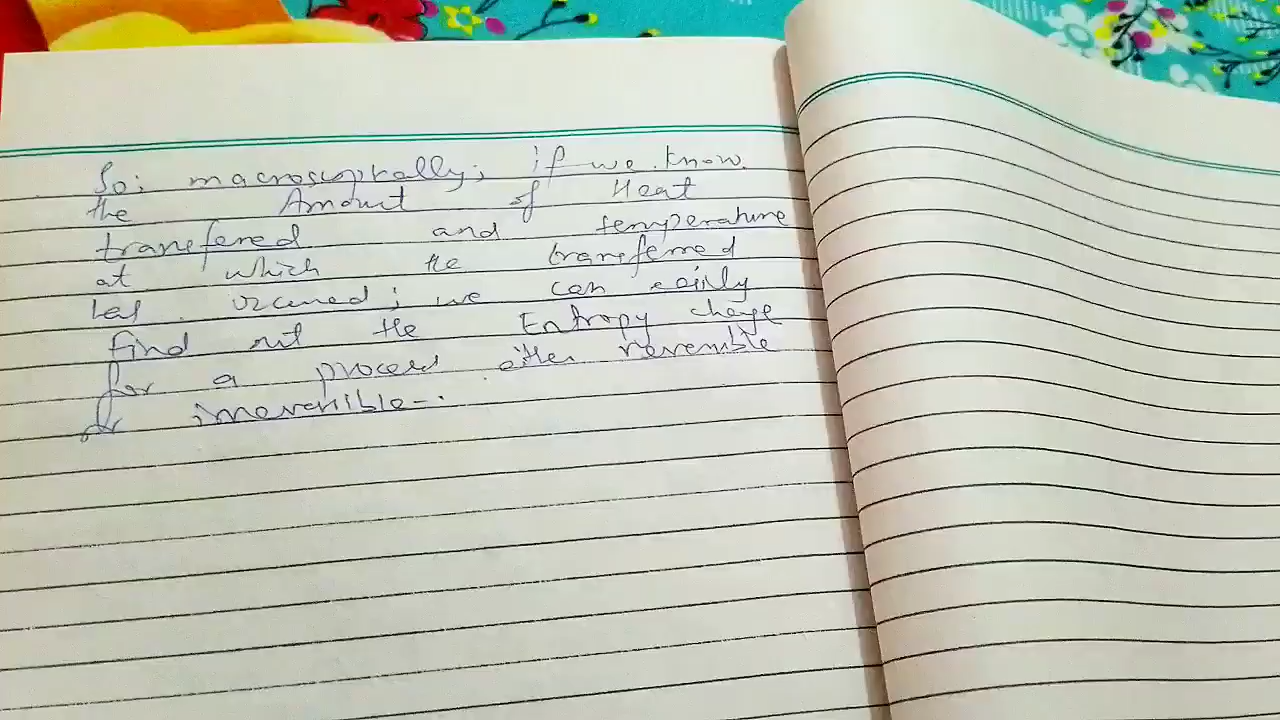 So; macroscopically; if we know.
the Amount of Heat
transfered and temperature
at which the transferred
has occured; we can easily
find out the Entropy change
for a process either reversible
or irreversible-.